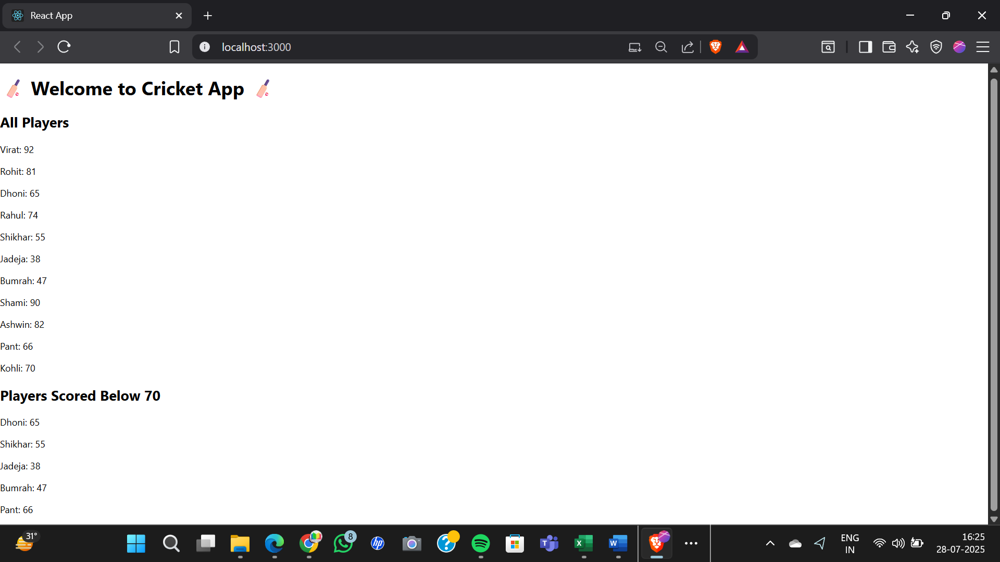 React App
localhost:3000
🏏 Welcome to Cricket App 🏏
All Players
Virat: 92
Rohit: 81
Dhoni: 65
Rahul: 74
Shikhar: 55
Jadeja: 38
Bumrah: 47
Shami: 90
Ashwin: 82
Pant: 66
Kohli: 70
Players Scored Below 70
Dhoni: 65
Shikhar: 55
Jadeja: 38
Bumrah: 47
Pant: 66
31°
8
hp
?
T
X
W
ENG
IN
16:25
28-07-2025